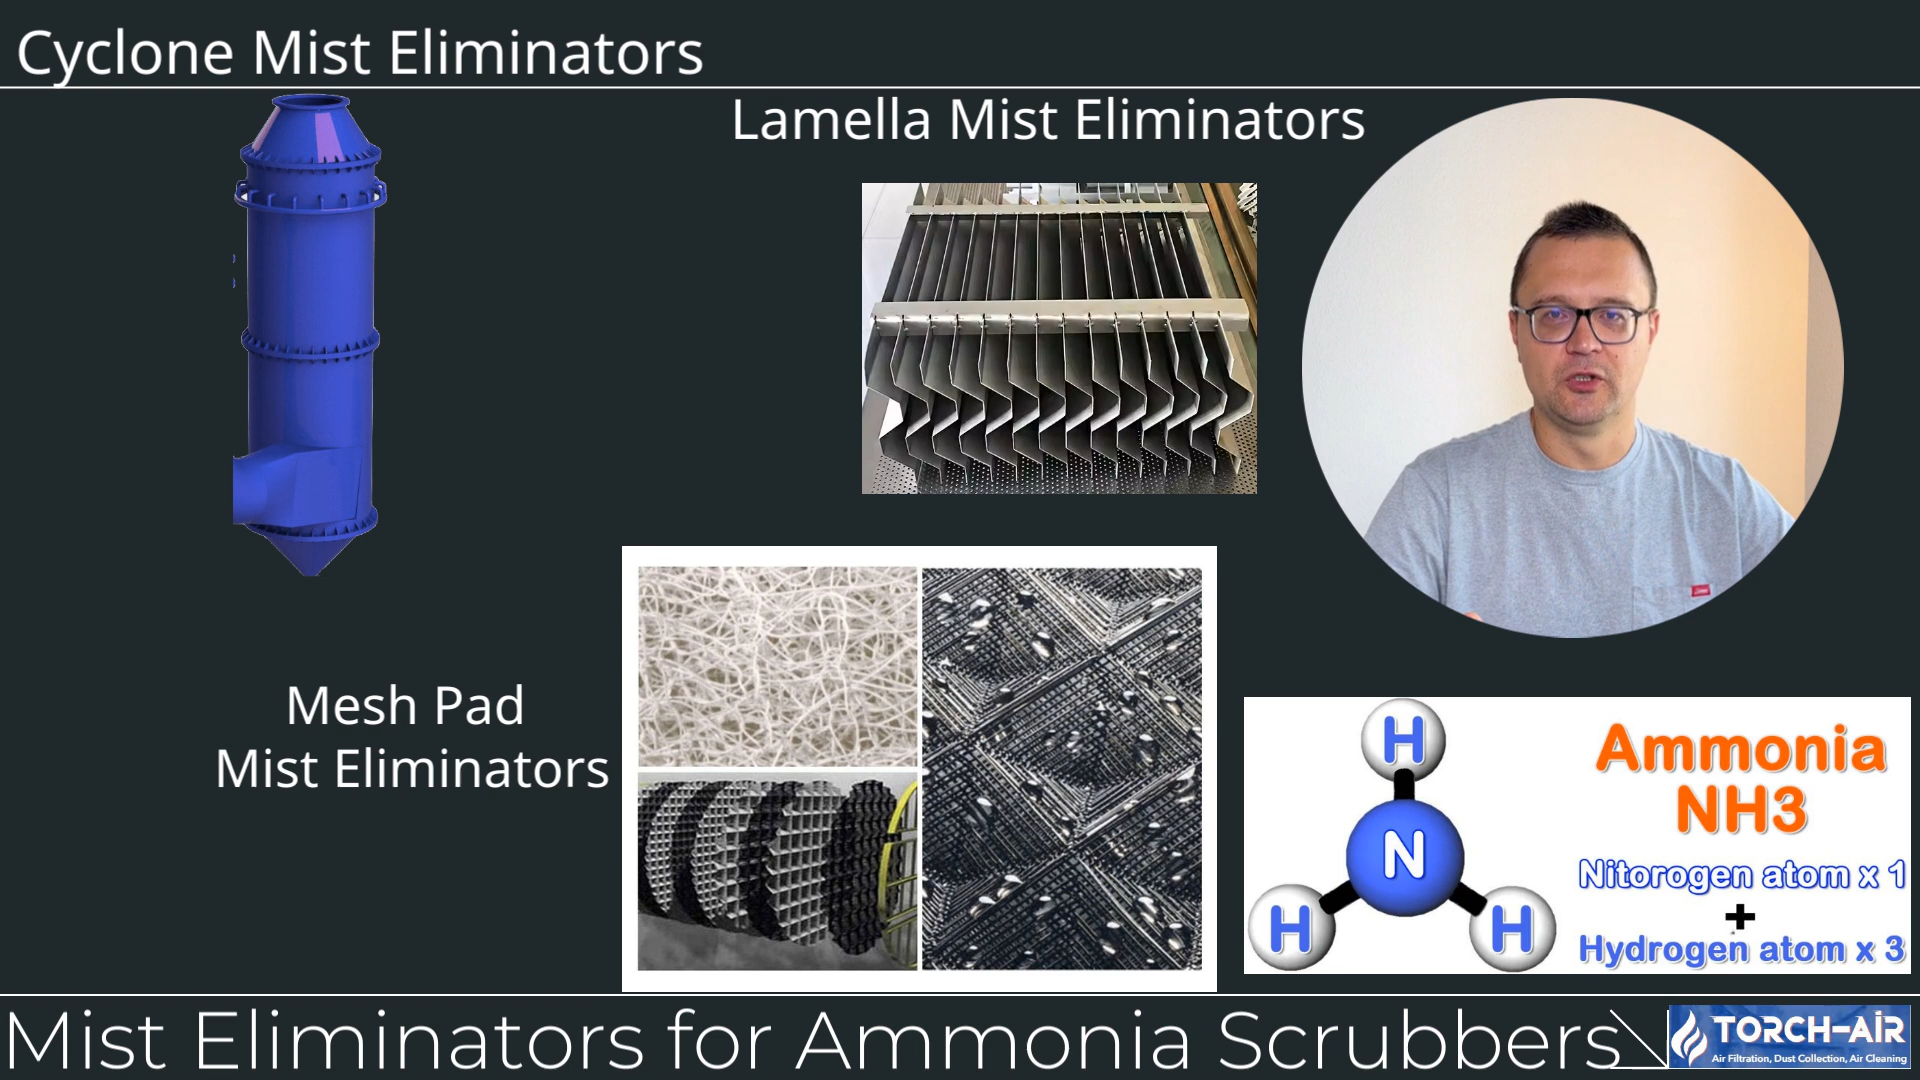 Cyclone Mist Eliminators
Lamella Mist Eliminators
Mesh Pad
Mist Eliminators
H
N
H
H
Ammonia
NH3
Nitorogen atom x 1
+
Hydrogen atom x 3
Mist Eliminators for Ammonia Scrubbers
TORCH-AIR
Air Filtration, Dust Collection, Air Cleaning